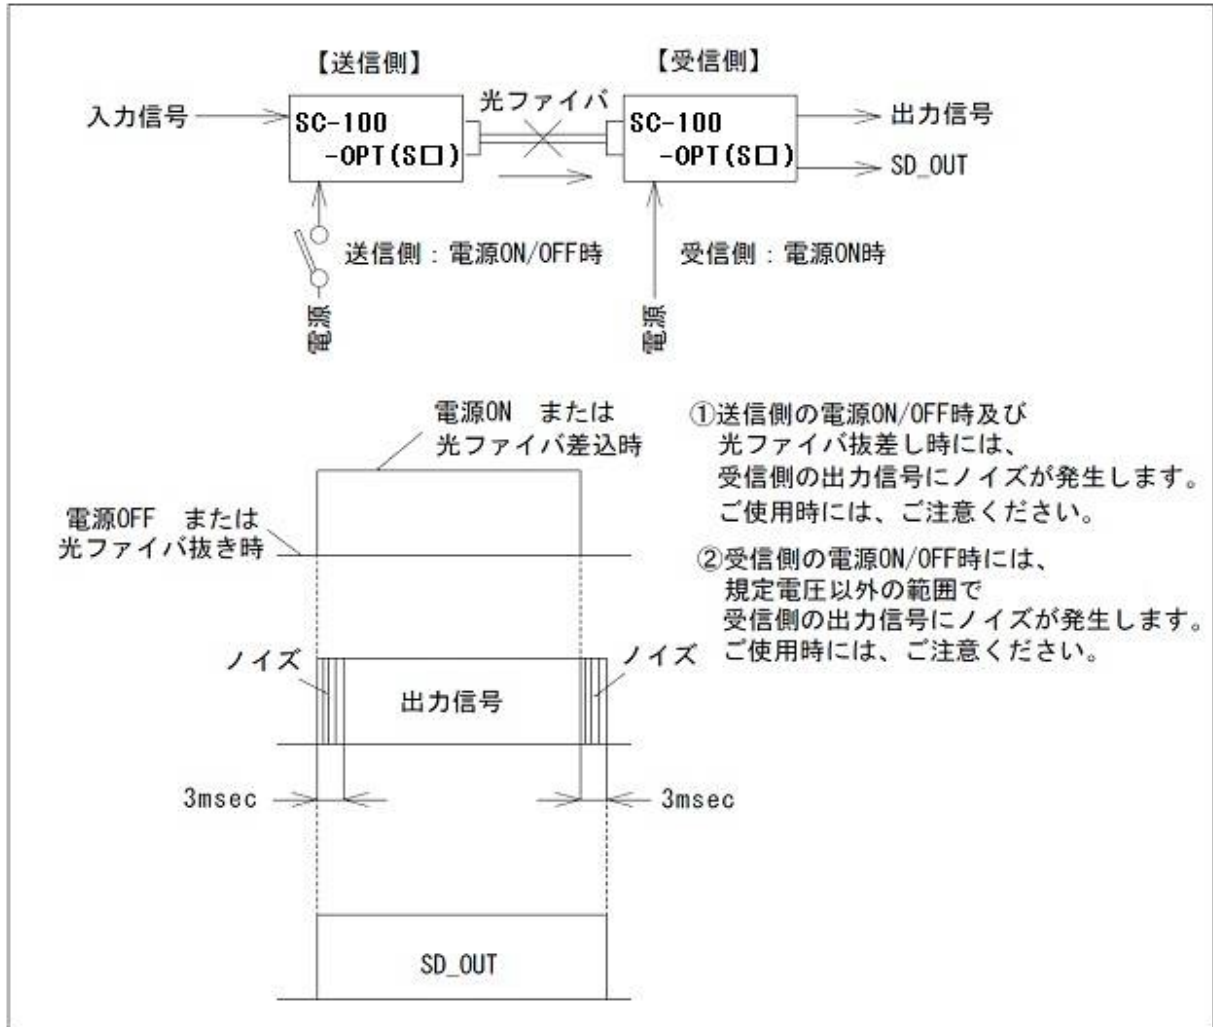 【送信側】
【受信側】
入力信号
SC-100
-OPT(S□)
光ファイバ
SC-100
-OPT(S□)
出力信号
SD_OUT
送信側：電源ON/OFF時
電源
受信側：電源ON時
電源
電源ON　または
光ファイバ差込時
電源OFF　または
光ファイバ抜き時
①送信側の電源ON/OFF時及び
光ファイバ抜差し時には、
受信側の出力信号にノイズが発生します。
ご使用時には、ご注意ください。
②受信側の電源ON/OFF時には、
規定電圧以外の範囲で
受信側の出力信号にノイズが発生します。
ご使用時には、ご注意ください。
ノイズ
出力信号
ノイズ
3msec
3msec
SD_OUT